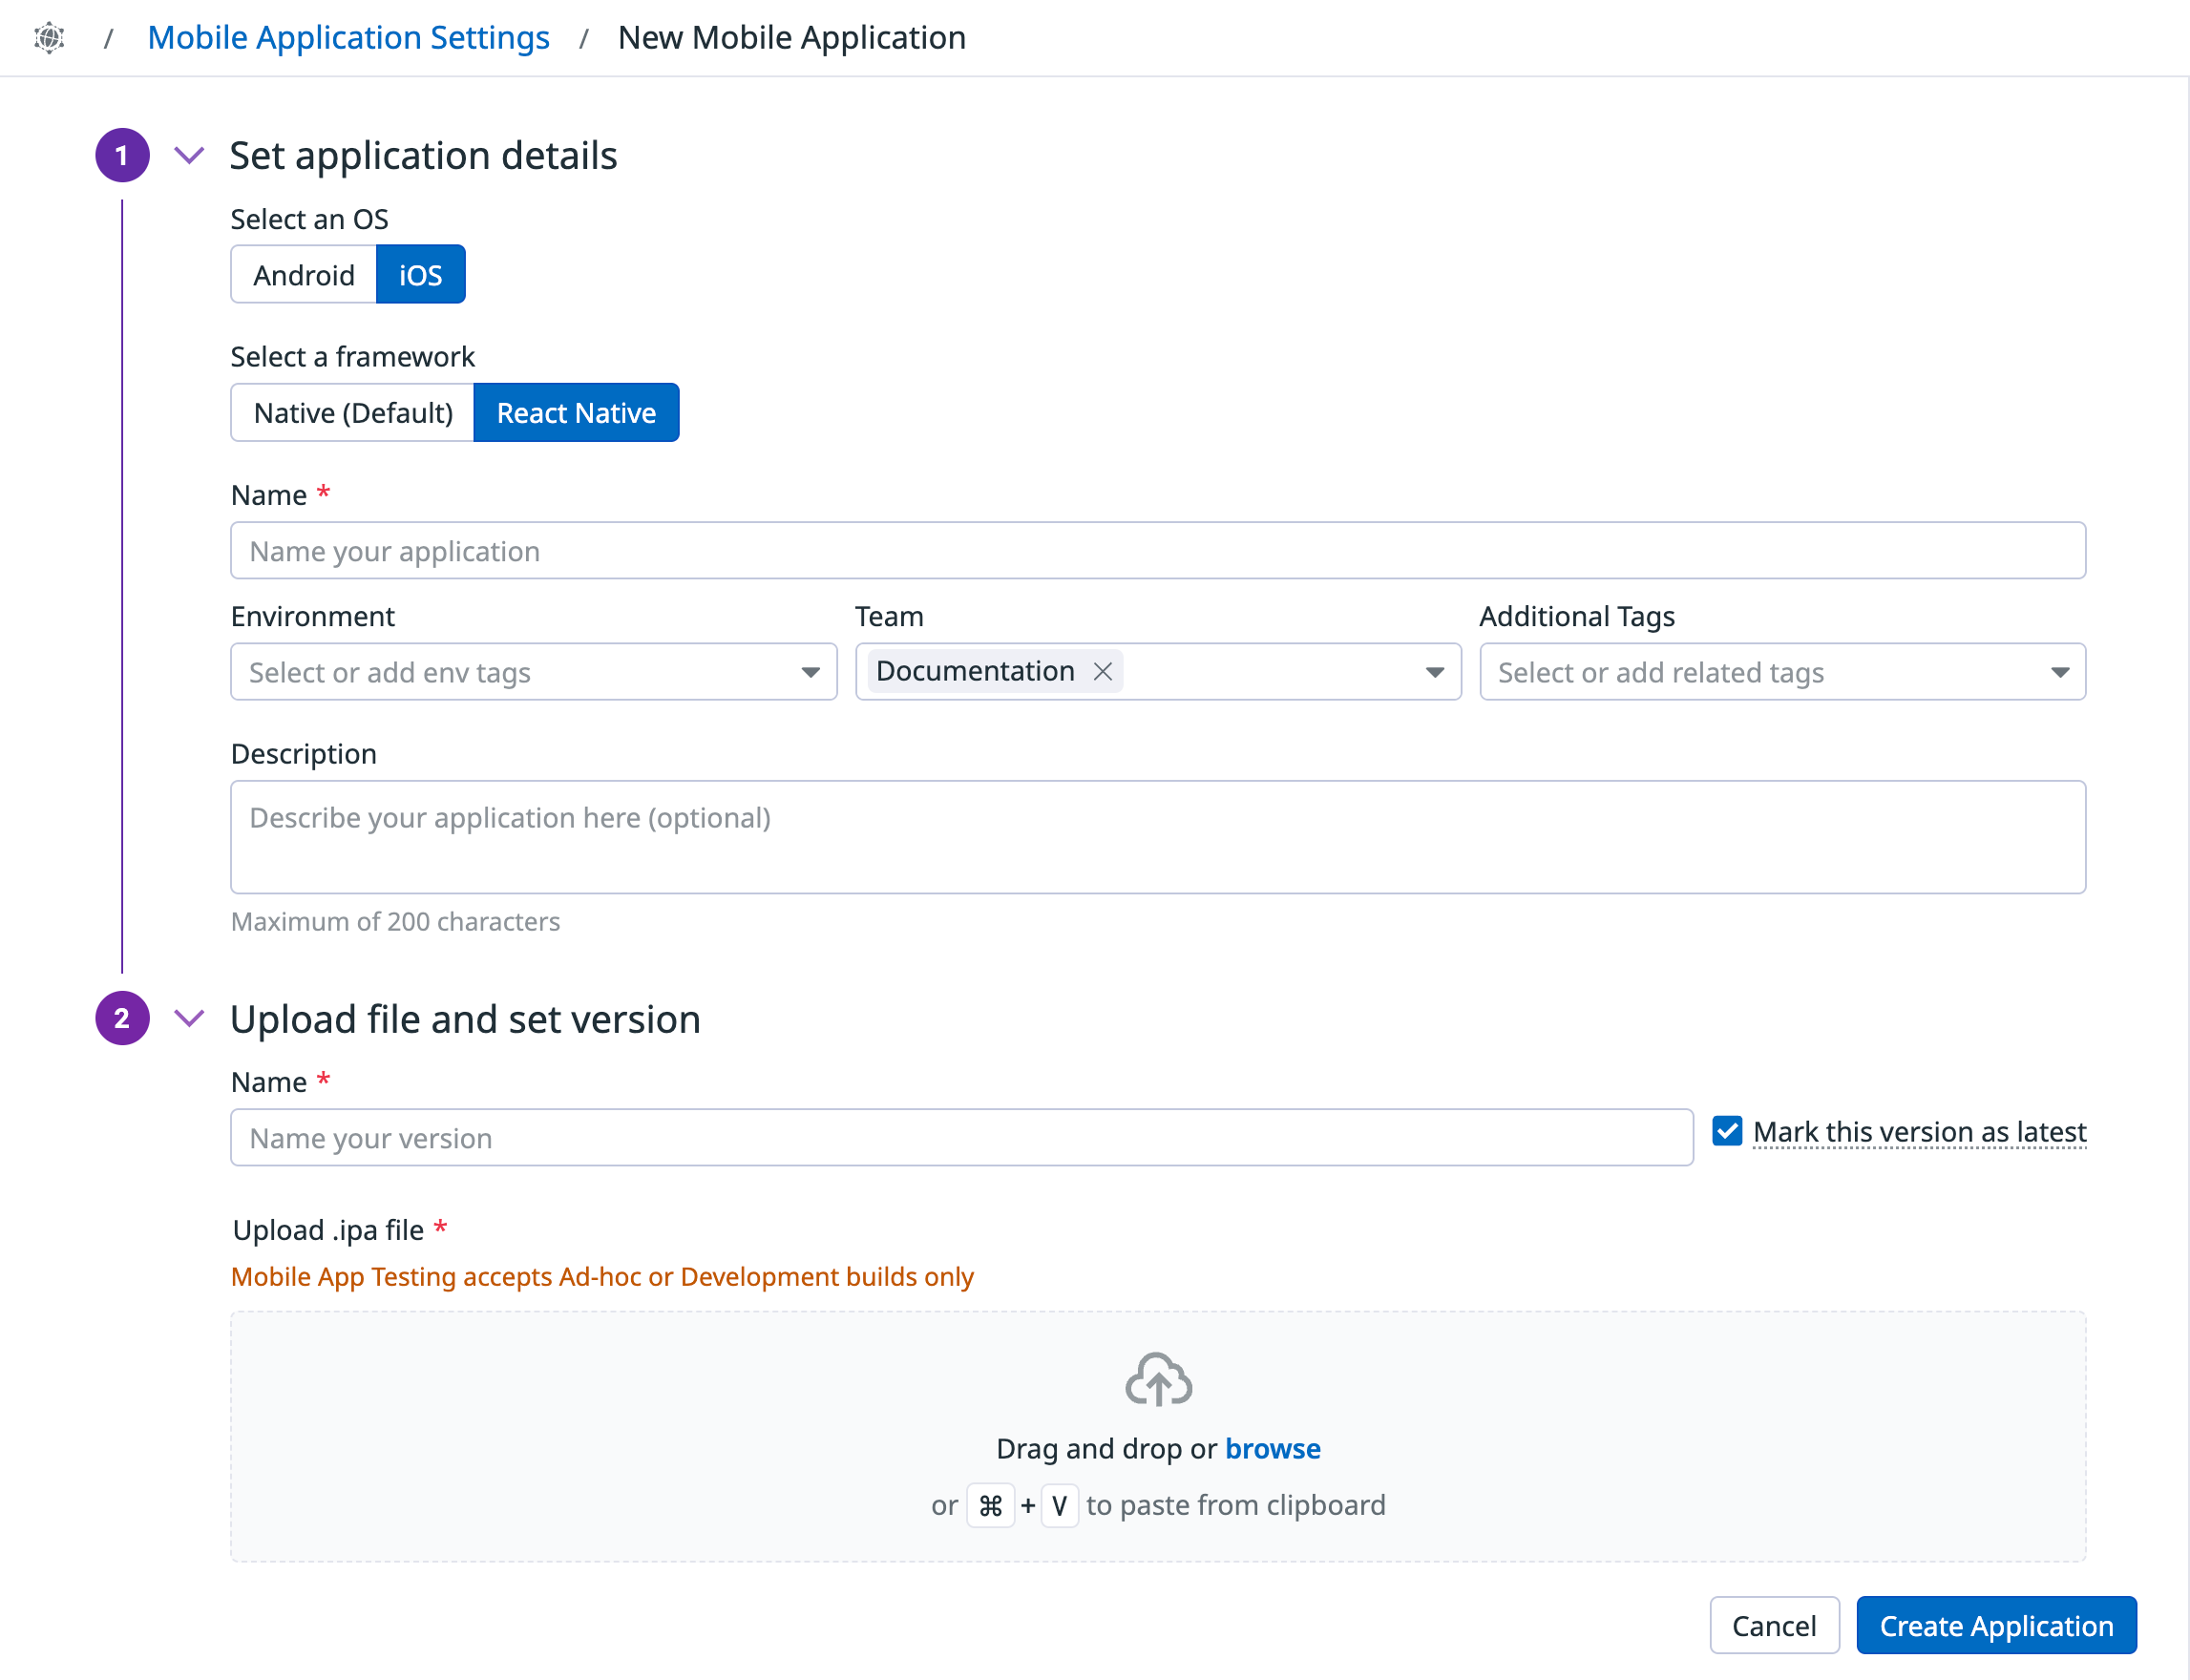 / Mobile Application Settings / New Mobile Application
1 Set application details
Select an OS
Android iOS
Select a framework
Native (Default) React Native
Name *
Name your application
Environment Team Additional Tags
Select or add env tags Documentation Select or add related tags
Description
Describe your application here (optional)
Maximum of 200 characters
2 Upload file and set version
Name *
Name your version Mark this version as latest
Upload .ipa file *
Mobile App Testing accepts Ad-hoc or Development builds only
Drag and drop or browse
or ⌘ + V to paste from clipboard
Cancel Create Application